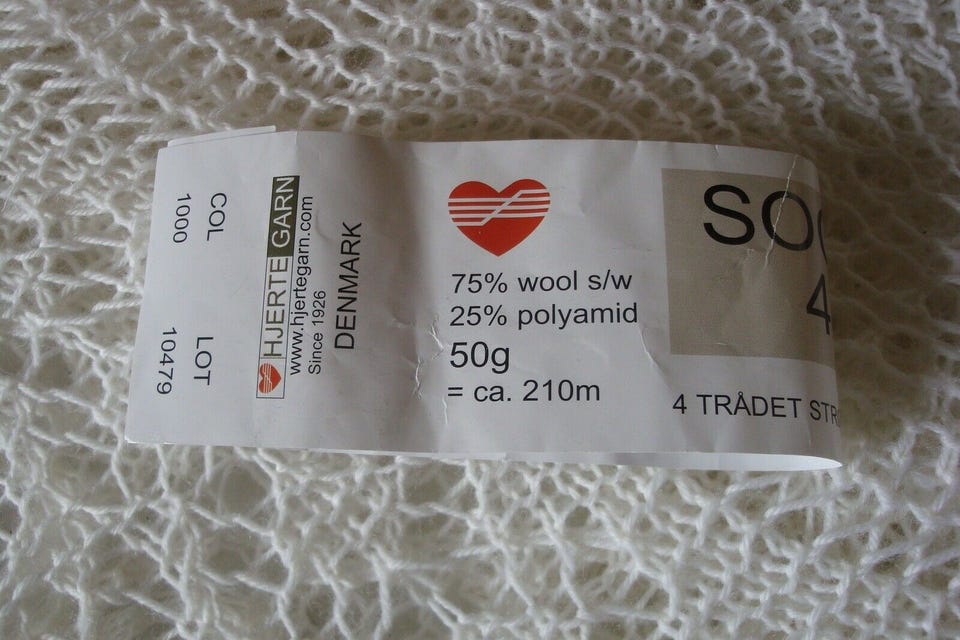 COL
1000
LOT
10479
HJERTE GARN
www.hjertegarn.com
Since 1926
DENMARK
75% wool s/w
25% polyamid
50g
= ca. 210m
4
4 TRÅDET